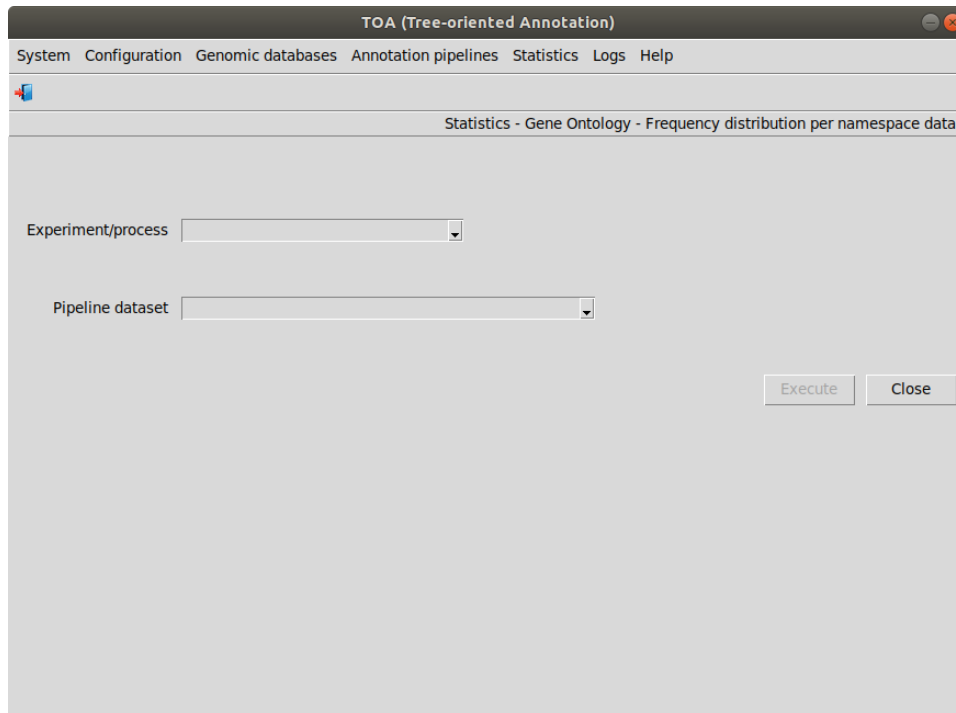 TOA (Tree-oriented Annotation)
System Configuration Genomic databases Annotation pipelines Statistics Logs Help
Statistics - Gene Ontology - Frequency distribution per namespace data
Experiment/process
Pipeline dataset
Execute Close